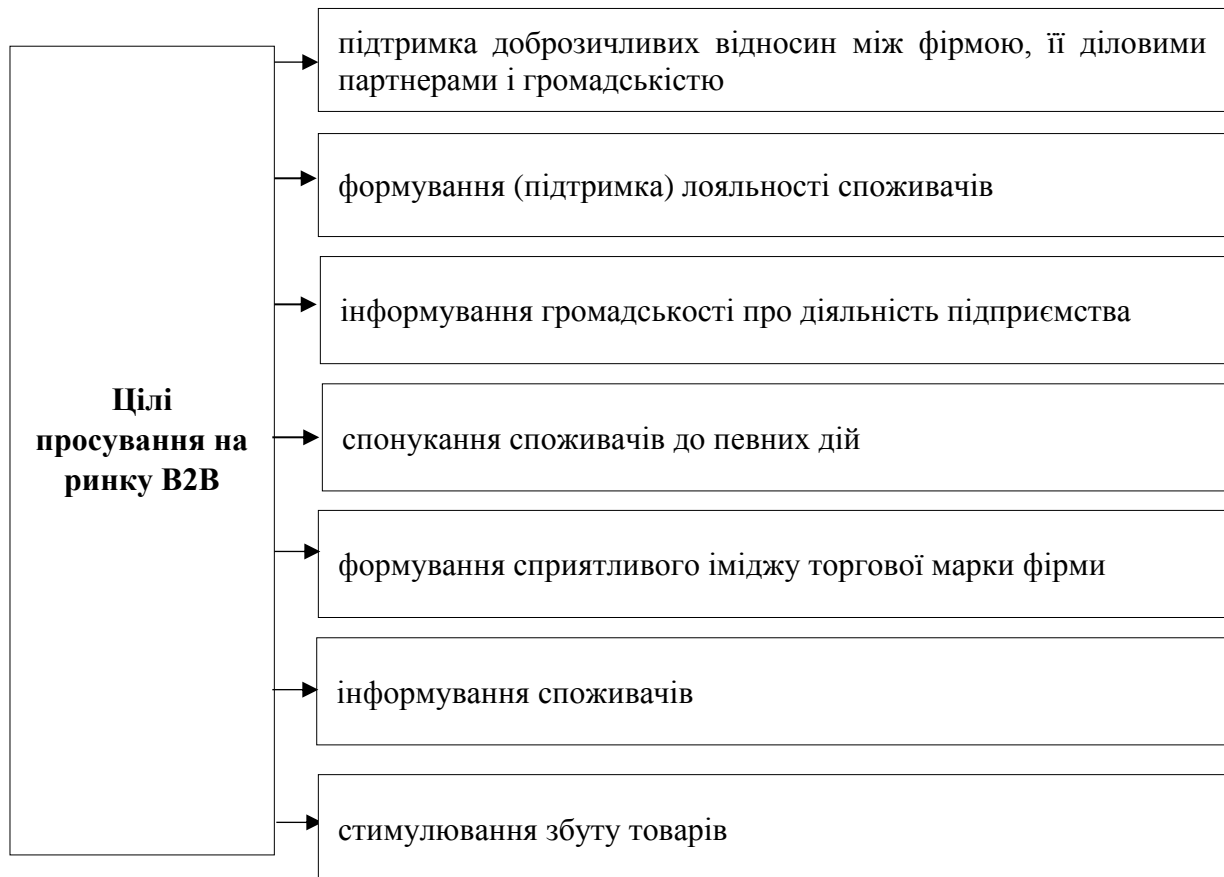 підтримка доброзичливих відносин між фірмою, її діловими
партнерами і громадськістю
формування (підтримка) лояльності споживачів
інформування громадськості про діяльність підприємства
Цілі
просування на
ринку В2В
спонукання споживачів до певних дій
формування сприятливого іміджу торгової марки фірми
інформування споживачів
стимулювання збуту товарів